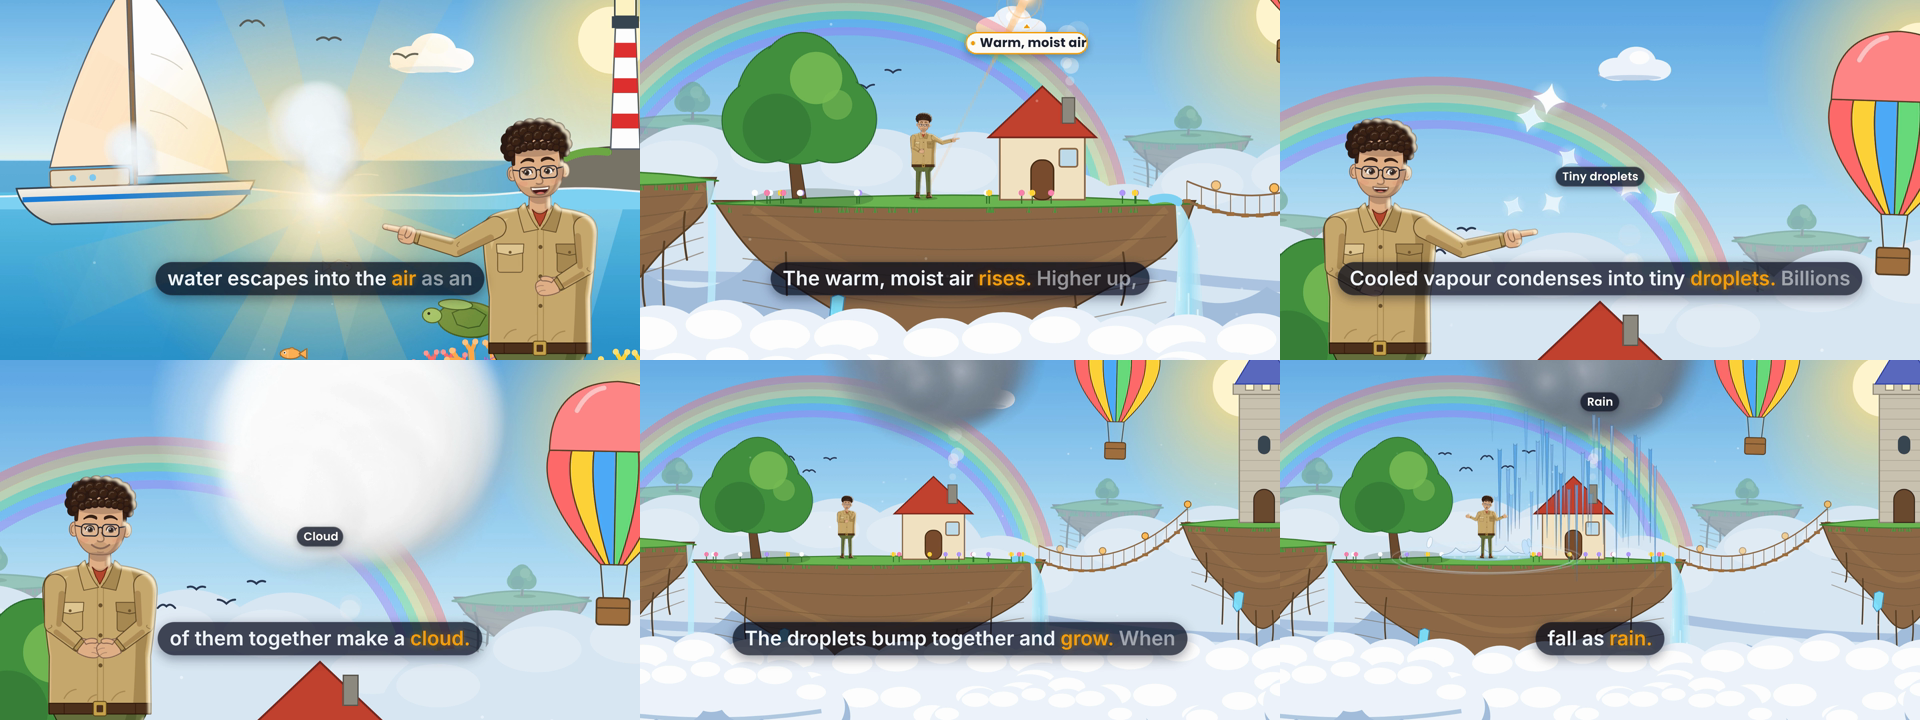 water escapes into the air as an
Warm, moist air
The warm, moist air rises. Higher up,
Tiny droplets
Cooled vapour condenses into tiny droplets. Billions
Cloud
of them together make a cloud.
The droplets bump together and grow. When
Rain
fall as rain.